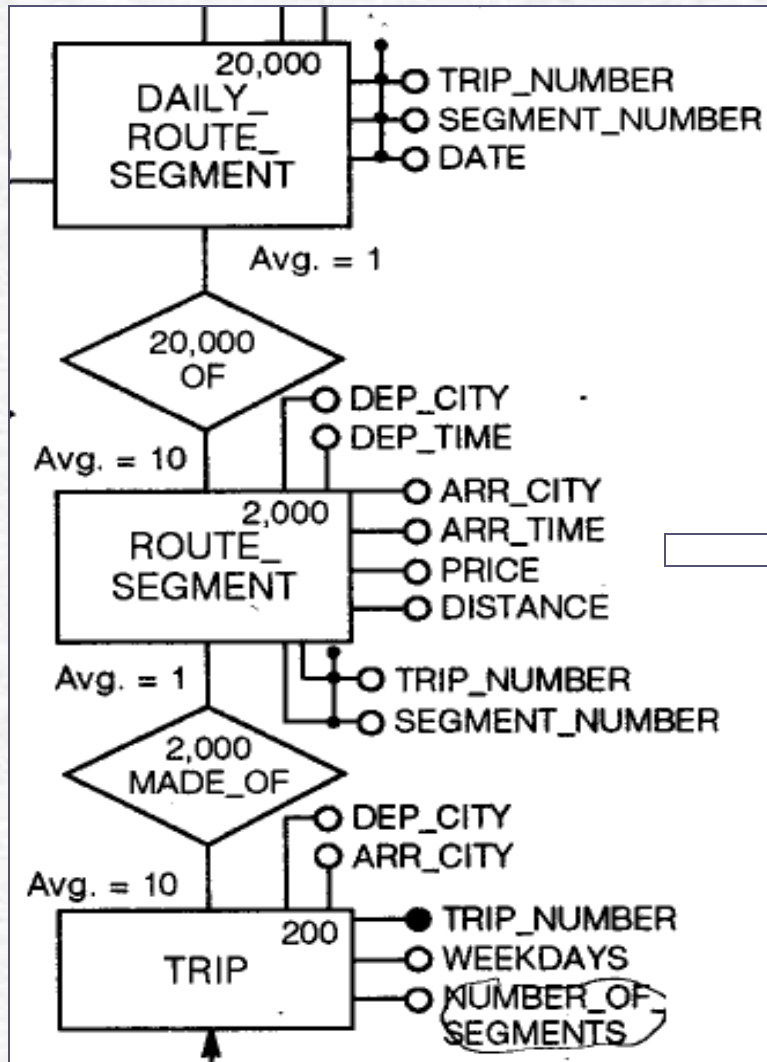 20,000
DAILY_
ROUTE_
SEGMENT
TRIP_NUMBER
SEGMENT_NUMBER
DATE
Avg. = 1
20,000
OF
Avg. = 10
DEP_CITY
DEP_TIME
2,000
ROUTE_
SEGMENT
ARR_CITY
ARR_TIME
PRICE
DISTANCE
Avg. = 1
TRIP_NUMBER
SEGMENT_NUMBER
2,000
MADE_OF
Avg. = 10
DEP_CITY
ARR_CITY
200
TRIP
TRIP_NUMBER
WEEKDAYS
NUMBER_OF_
SEGMENTS